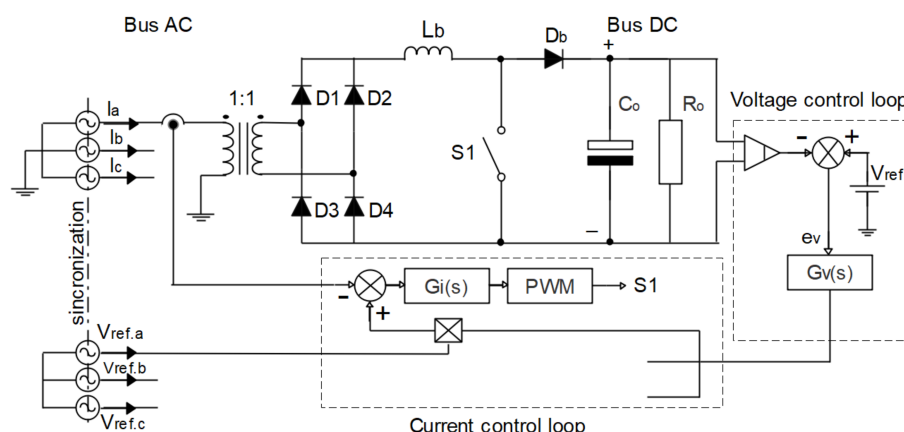 Bus AC
Lb
Db
+
Bus DC
1:1
D1
D2
Co
Ro
Voltage control loop
Ia
Ib
Ic
S1
-
+
Vref
D3
D4
−
ev
sincronization
Gv(s)
-
+
Gi(s)
PWM
S1
Vref.a
Vref.b
Vref.c
Current control loop